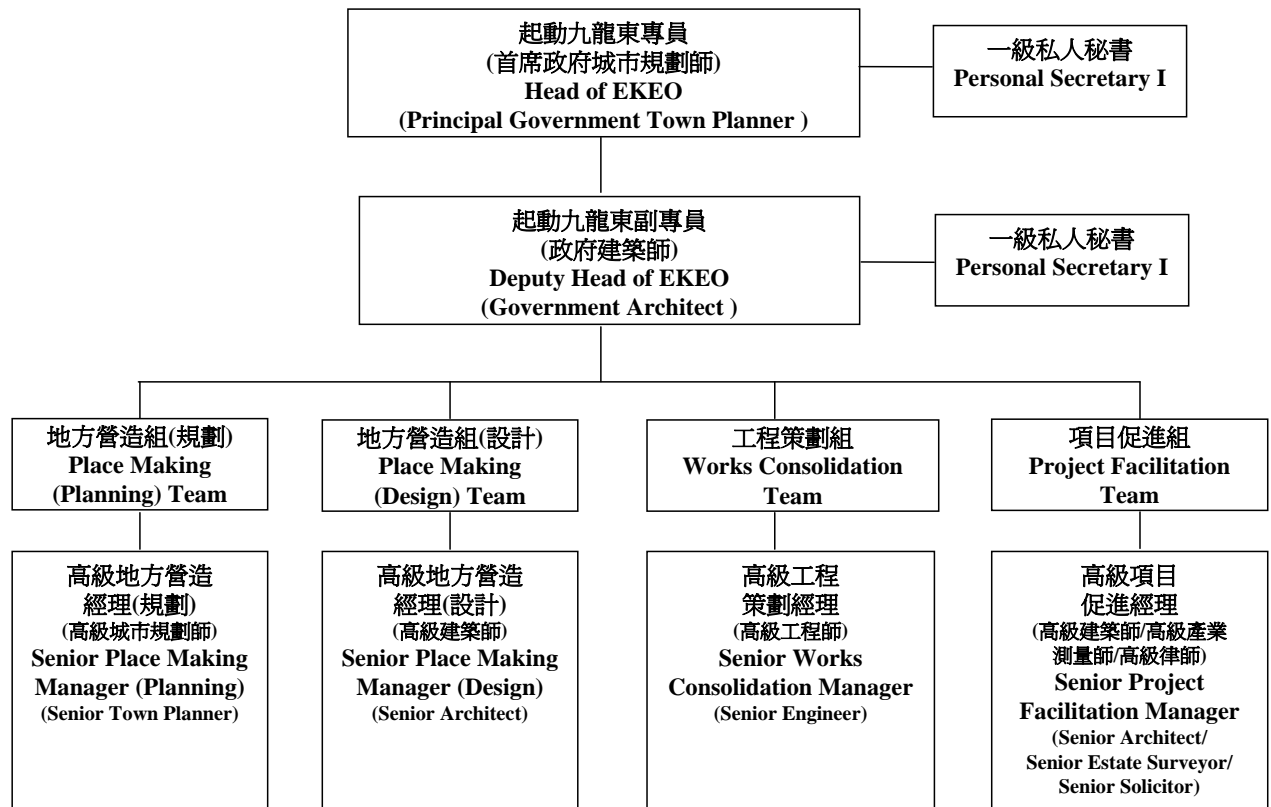 起動九龍東專員
(首席政府城市規劃師)
Head of EKEO
(Principal Government Town Planner )
一級私人秘書
Personal Secretary I
起動九龍東副專員
(政府建築師)
Deputy Head of EKEO
(Government Architect )
一級私人秘書
Personal Secretary I
地方營造組(規劃)
Place Making
(Planning) Team
地方營造組(設計)
Place Making
(Design) Team
工程策劃組
Works Consolidation
Team
項目促進組
Project Facilitation
Team
高級地方營造
經理(規劃)
(高級城市規劃師)
Senior Place Making
Manager (Planning)
(Senior Town Planner)
高級地方營造
經理(設計)
(高級建築師)
Senior Place Making
Manager (Design)
(Senior Architect)
高級工程
策劃經理
(高級工程師)
Senior Works
Consolidation Manager
(Senior Engineer)
高級項目
促進經理
(高級建築師/高級產業
測量師/高級律師)
Senior Project
Facilitation Manager
(Senior Architect/
Senior Estate Surveyor/
Senior Solicitor)